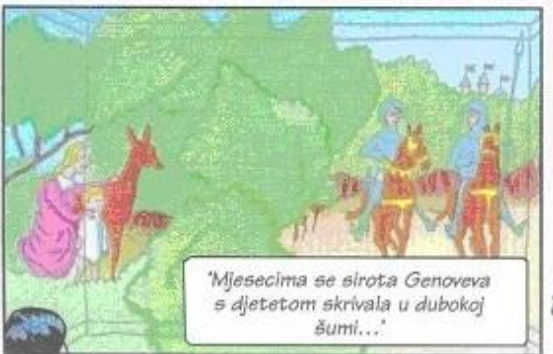 "Mjesecima se sirota Genoveva
s djetetom skrivala u dubokoj
šumi..."